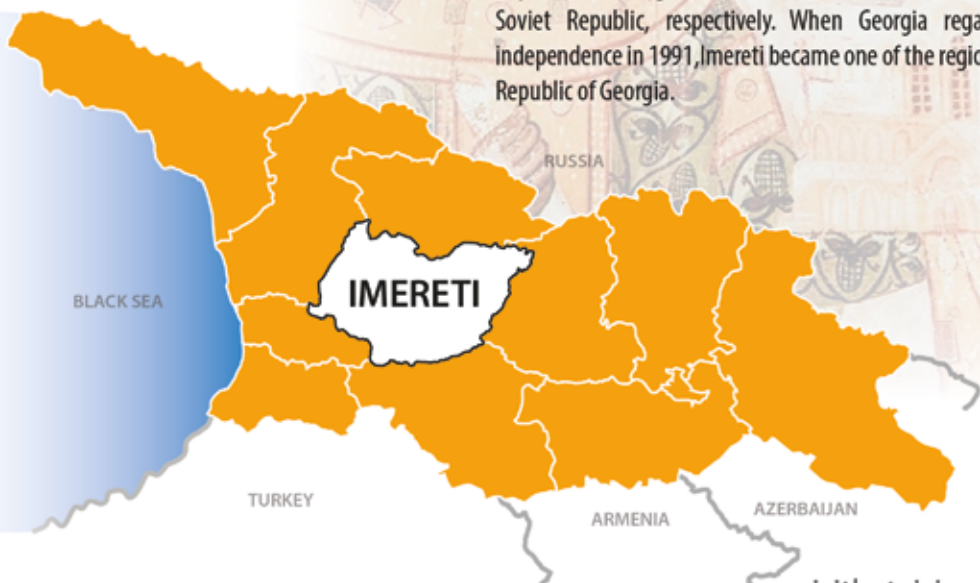 Soviet Republic, respectively. When Georgia rega
independence in 1991,Imereti became one of the regio
Republic of Georgia.
RUSSIA
IMERETI
BLACK SEA
TURKEY
ARMENIA
AZERBAIJAN